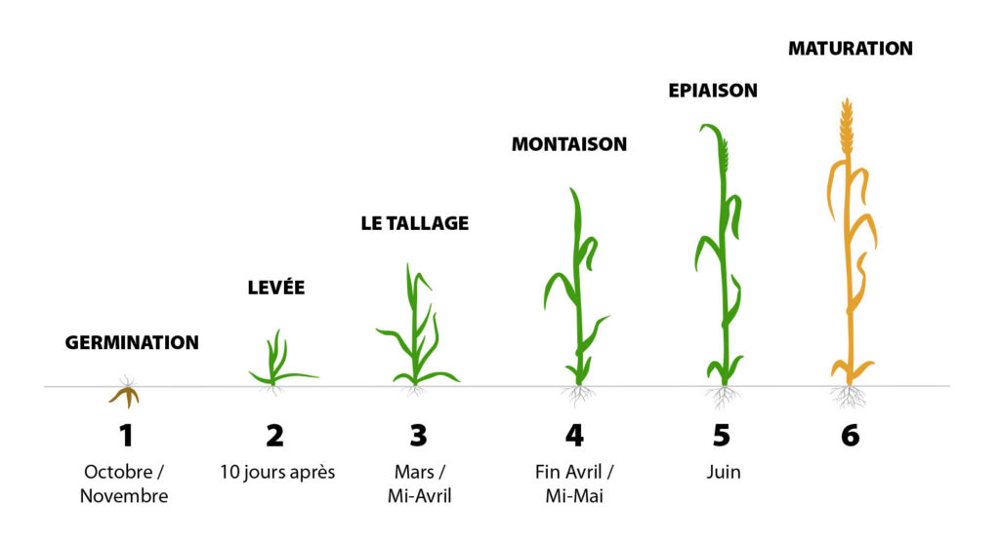 MATURATION
EPIAISON
MONTAISON
LE TALLAGE
LEVÉE
GERMINATION
1
2
3
4
5
6
Octobre /
Novembre
10 jours après
Mars /
Mi-Avril
Fin Avril /
Mi-Mai
Juin